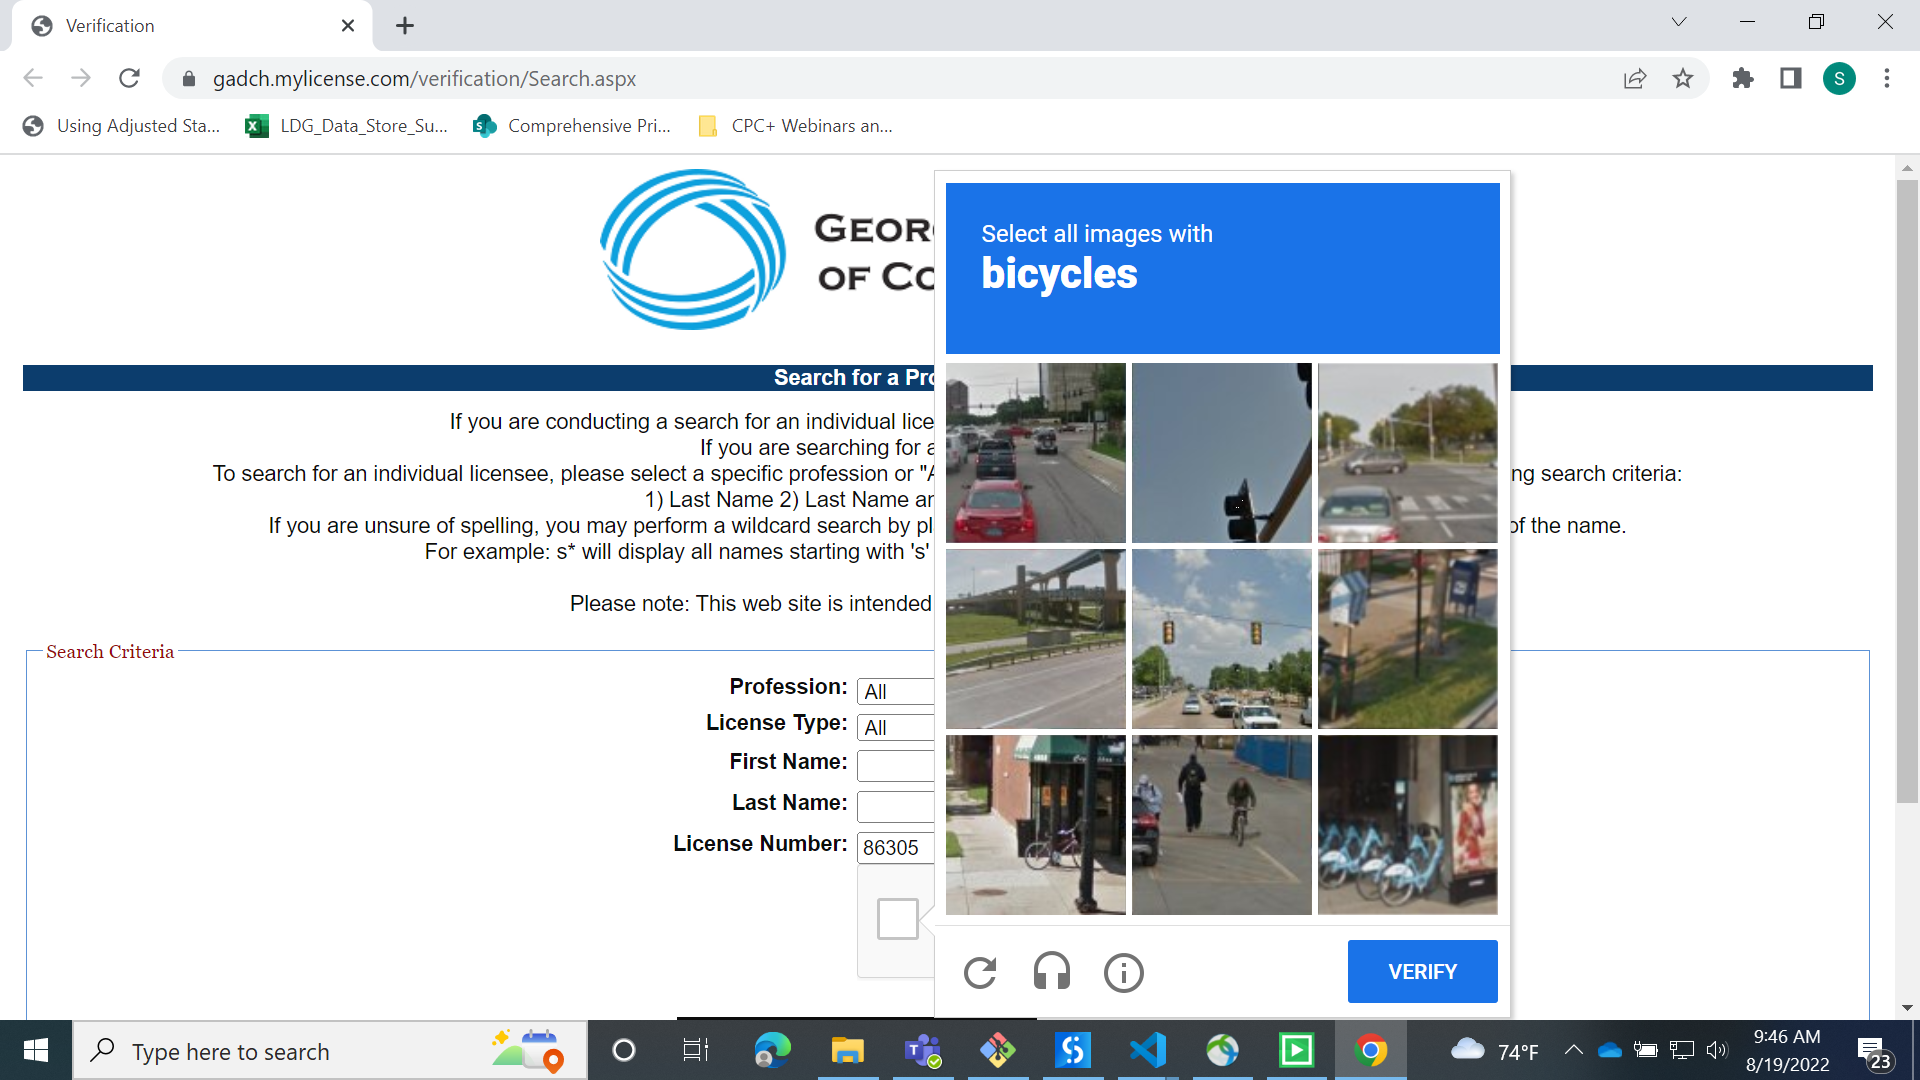 Verification
gadch.mylicense.com/verification/Search.aspx
S
Using Adjusted Sta...
LDG_Data_Store_Su...
Comprehensive Pri...
CPC+ Webinars an...
GEOR
OF CO
Select all images with
bicycles
Search for a Pro
If you are conducting a search for an individual lice
If you are searching for a
To search for an individual licensee, please select a specific profession or "A
ng search criteria:
1) Last Name 2) Last Name an
If you are unsure of spelling, you may perform a wildcard search by pl
of the name.
For example: s* will display all names starting with 's'
Please note: This web site is intended
Search Criteria
Profession: All
License Type: All
First Name:
Last Name:
License Number: 86305
VERIFY
Type here to search
74°F
9:46 AM
8/19/2022
23